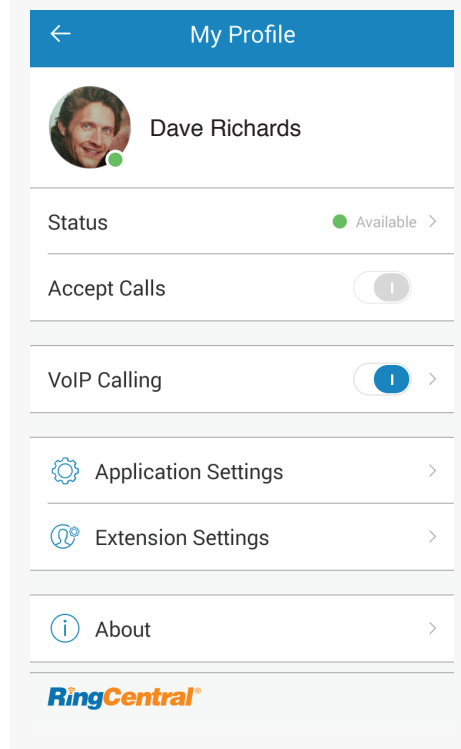 My Profile
Dave Richards
Status
Available
Accept Calls
VoIP Calling
Application Settings
Extension Settings
About
RingCentral®